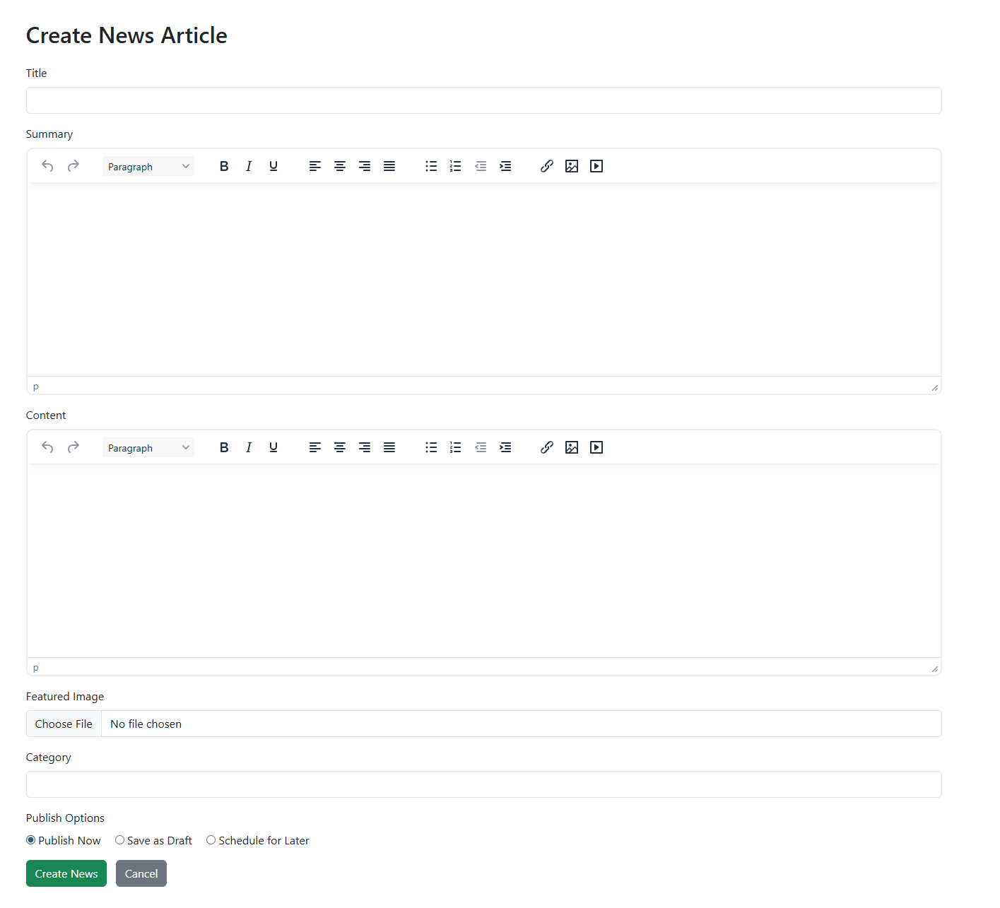 Create News Article
Title
Summary
Paragraph B I U
p
Content
Paragraph B I U
p
Featured Image
Choose File No file chosen
Category
Publish Options
Publish Now Save as Draft Schedule for Later
Create News Cancel